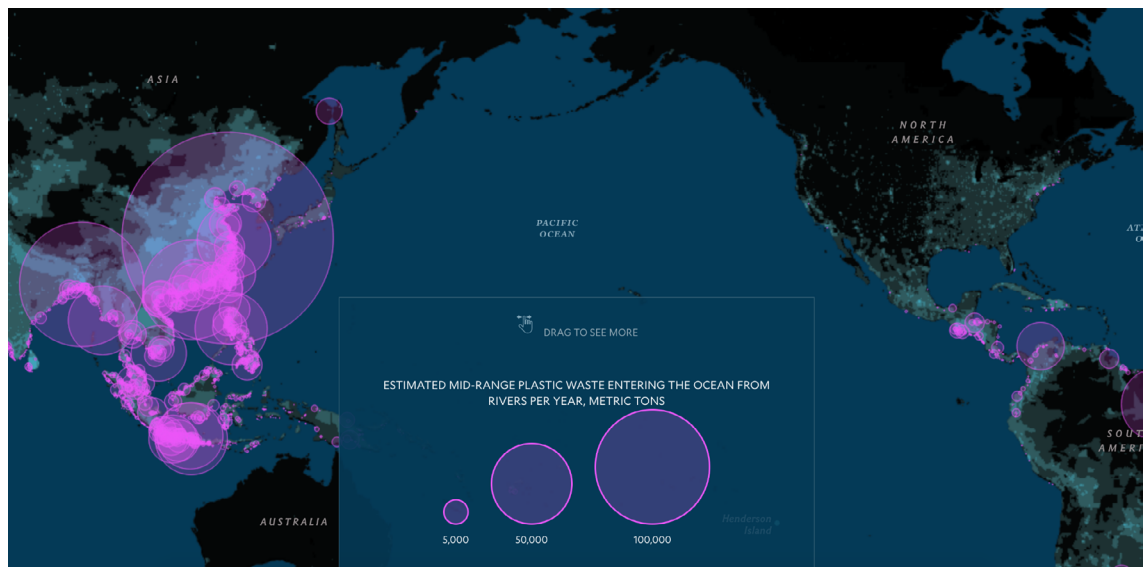 ASIA
NORTH
AMERICA
PACIFIC
OCEAN
DRAG TO SEE MORE
ESTIMATED MID-RANGE PLASTIC WASTE ENTERING THE OCEAN FROM
RIVERS PER YEAR, METRIC TONS
SOUT
AMERI
AUSTRALIA
Henderson
Island
5,000
50,000
100,000